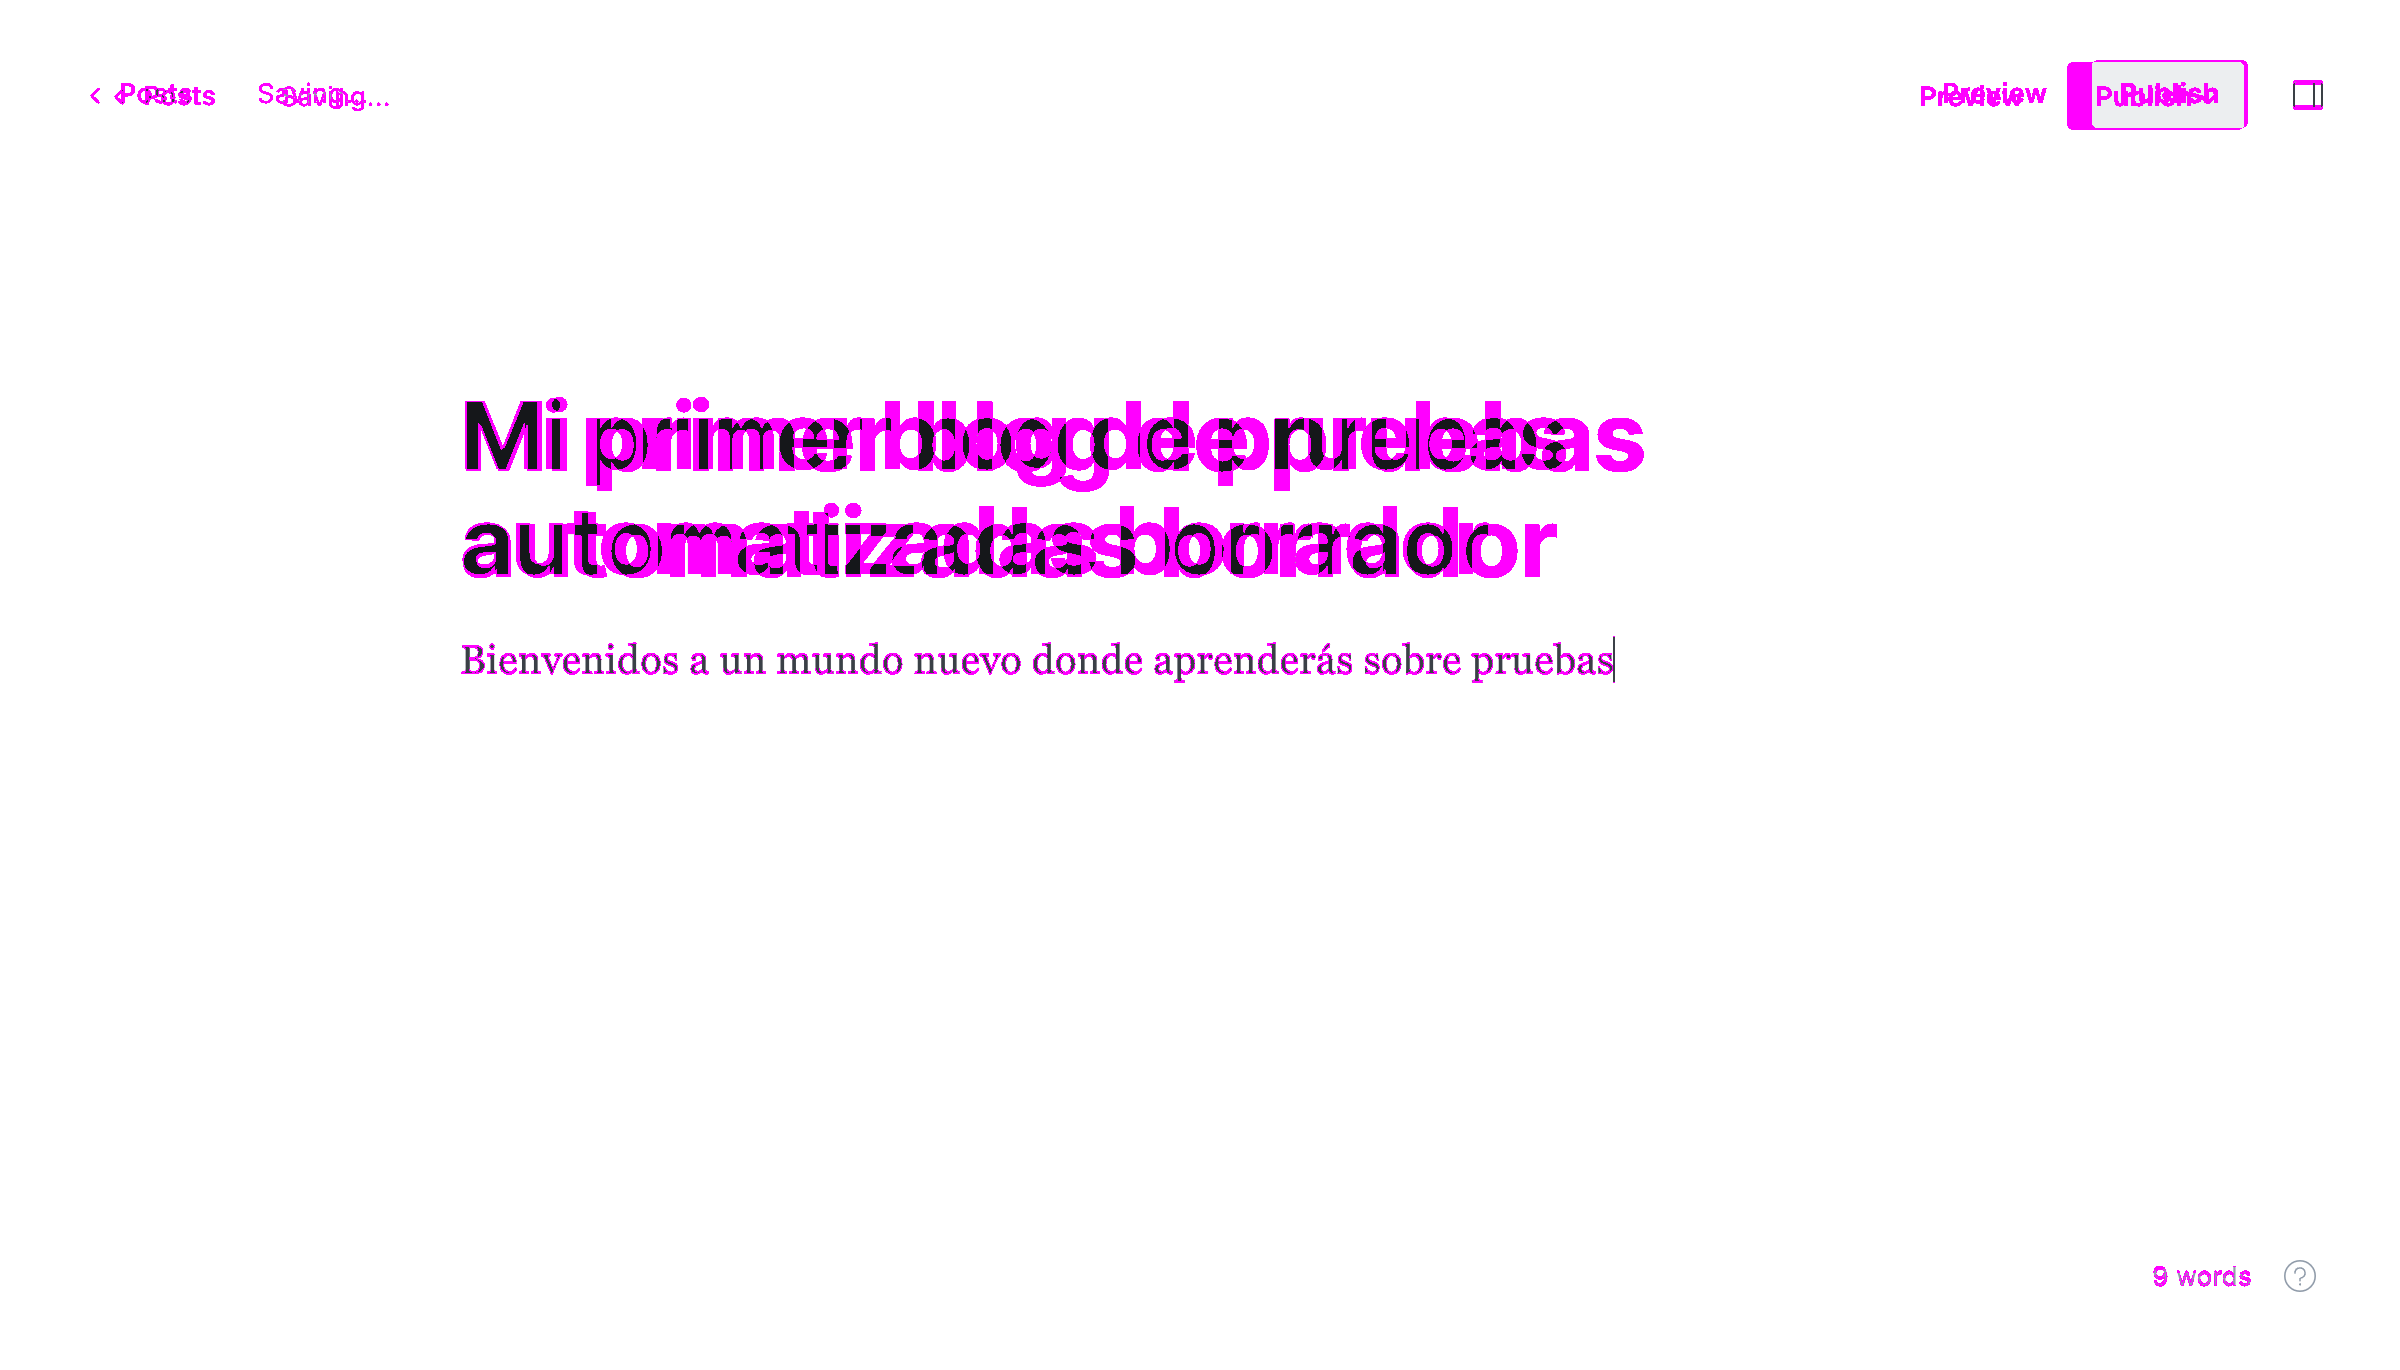 Posts Saving... Preview Publish
Mi primer blog de pruebas
automatizadas borrador
Bienvenidos a un mundo nuevo donde aprenderás sobre pruebas
9 words
?